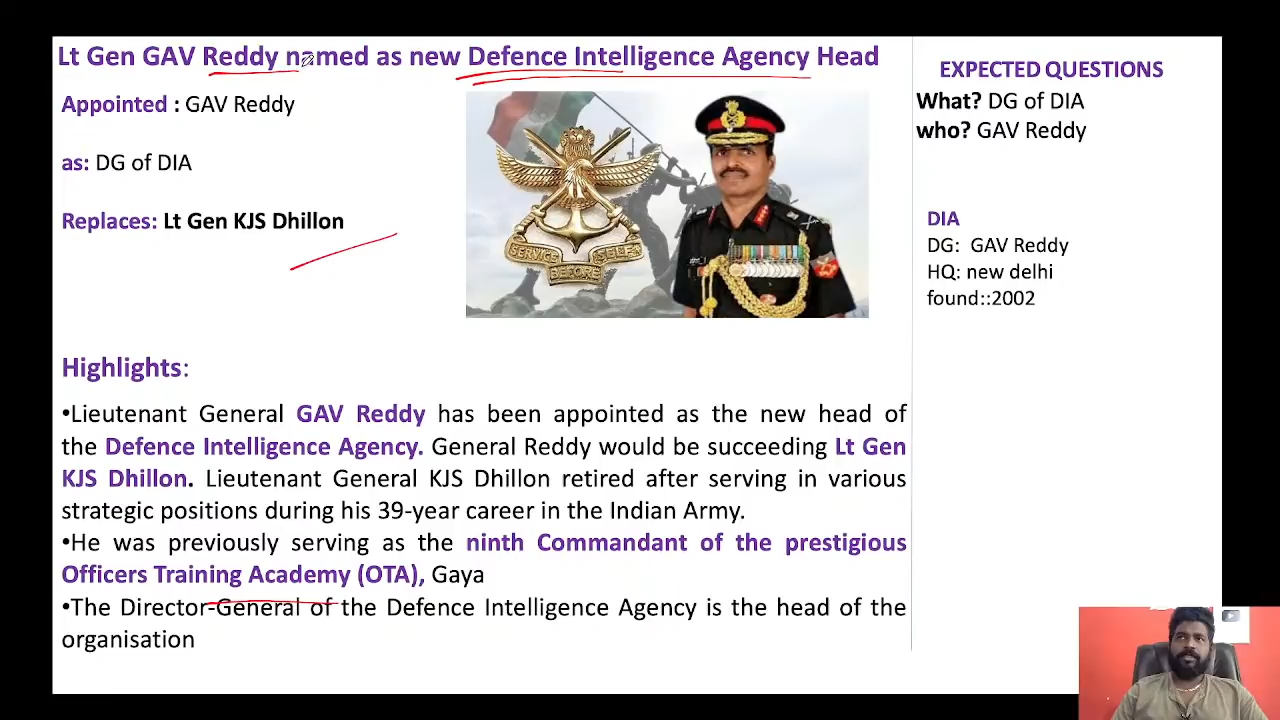 Lt Gen GAV Reddy named as new Defence Intelligence Agency Head
Appointed : GAV Reddy
as: DG of DIA
Replaces: Lt Gen KJS Dhillon
SERVICE BEFORE SELF
Highlights:
•Lieutenant General GAV Reddy has been appointed as the new head of
the Defence Intelligence Agency. General Reddy would be succeeding Lt Gen
KJS Dhillon. Lieutenant General KJS Dhillon retired after serving in various
strategic positions during his 39-year career in the Indian Army.
•He was previously serving as the ninth Commandant of the prestigious
Officers Training Academy (OTA), Gaya
•The Director-General of the Defence Intelligence Agency is the head of the
organisation
EXPECTED QUESTIONS
What? DG of DIA
who? GAV Reddy
DIA
DG: GAV Reddy
HQ: new delhi
found::2002